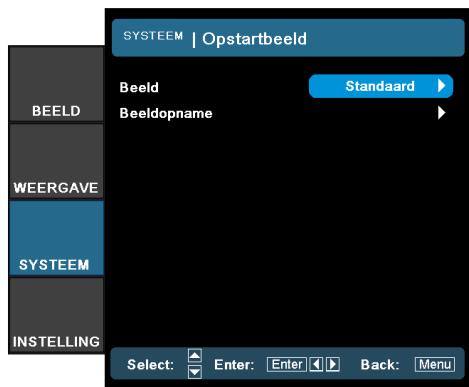 SYSTEEM | Opstartbeeld
Beeld Standaard
Beeldopname
BEELD
WEERGAVE
SYSTEEM
INSTELLING
Select: Enter: Enter Back: Menu